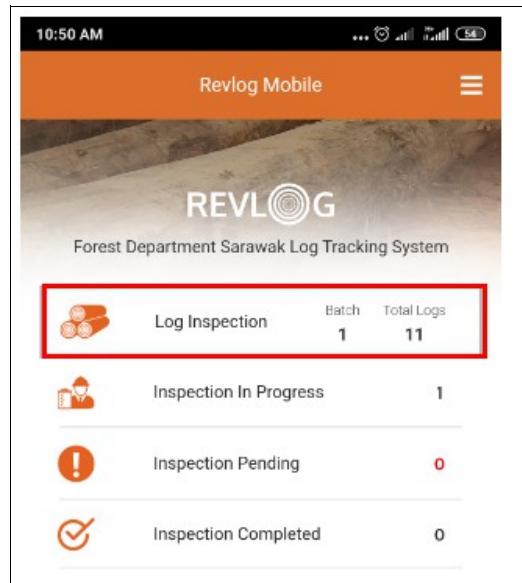 10:50 AM
54
Revlog Mobile
REVLOG
Forest Department Sarawak Log Tracking System
Log Inspection
Batch
1
Total Logs
11
Inspection In Progress
1
Inspection Pending
0
Inspection Completed
0